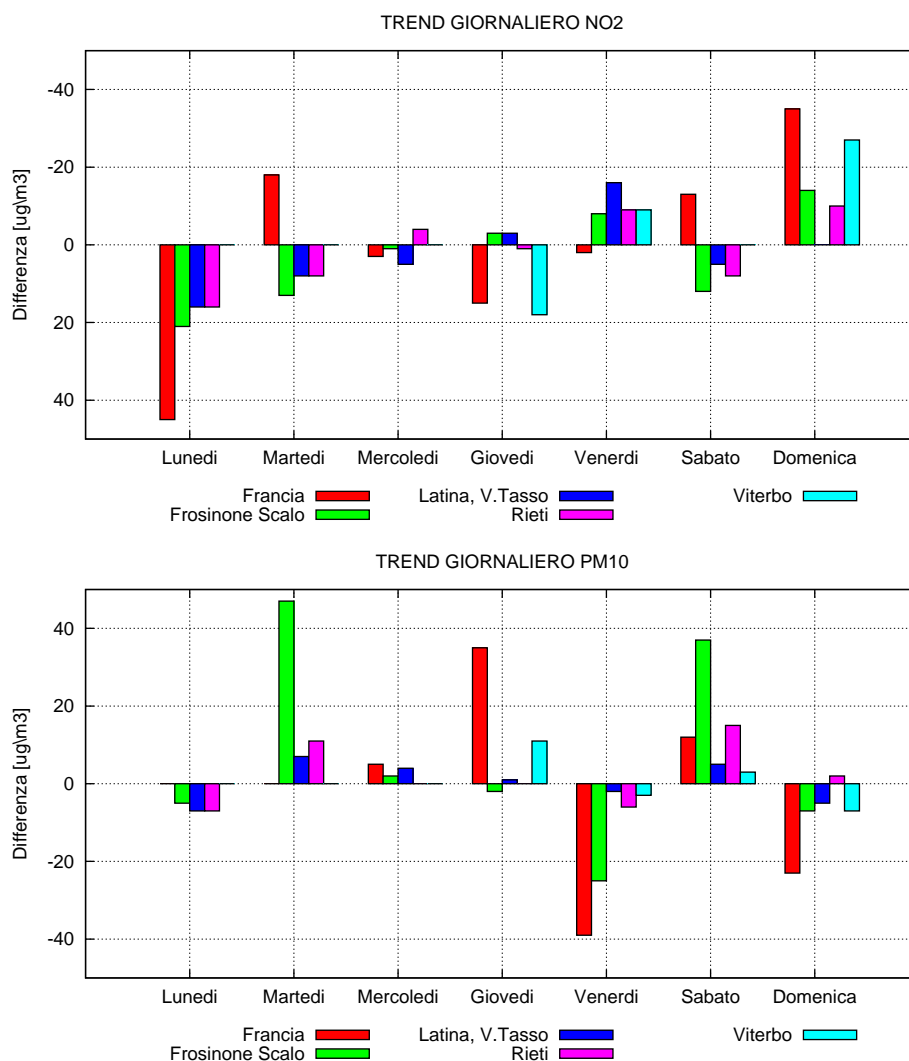 TREND GIORNALIERO NO2
-40
-20
0
20
40
Differenza [ug\m3]
Lunedi Martedi Mercoledi Giovedi Venerdi Sabato Domenica
Francia Latina, V.Tasso Viterbo
Frosinone Scalo Rieti
TREND GIORNALIERO PM10
40
20
0
-20
-40
Differenza [ug\m3]
Lunedi Martedi Mercoledi Giovedi Venerdi Sabato Domenica
Francia Latina, V.Tasso Viterbo
Frosinone Scalo Rieti